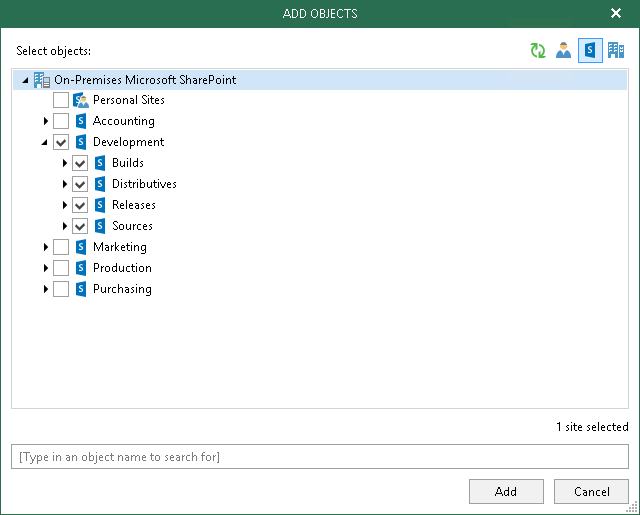 ADD OBJECTS
Select objects:
On-Premises Microsoft SharePoint
Personal Sites
Accounting
Development
Builds
Distributives
Releases
Sources
Marketing
Production
Purchasing
1 site selected
[Type in an object name to search for]
Add Cancel